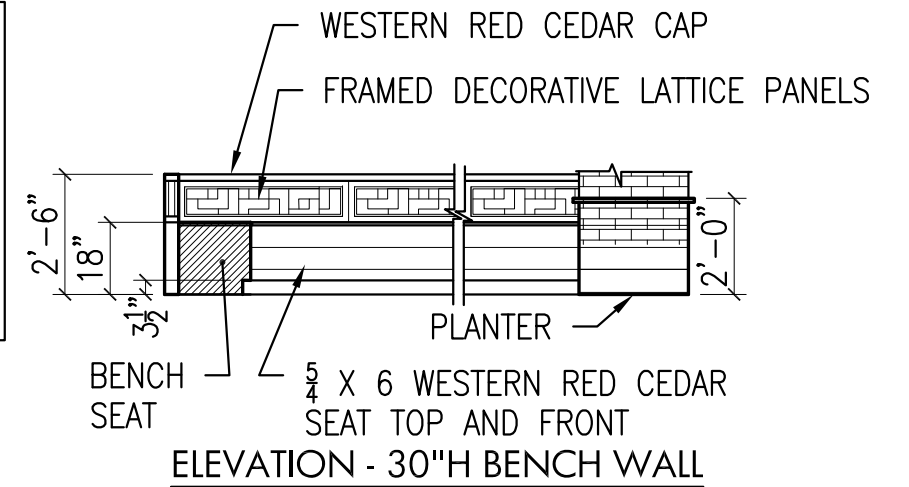 WESTERN RED CEDAR CAP
FRAMED DECORATIVE LATTICE PANELS
2'-6"
18"
3½"
2'-0"
PLANTER
BENCH
SEAT
5/4 X 6 WESTERN RED CEDAR
SEAT TOP AND FRONT
ELEVATION - 30"H BENCH WALL